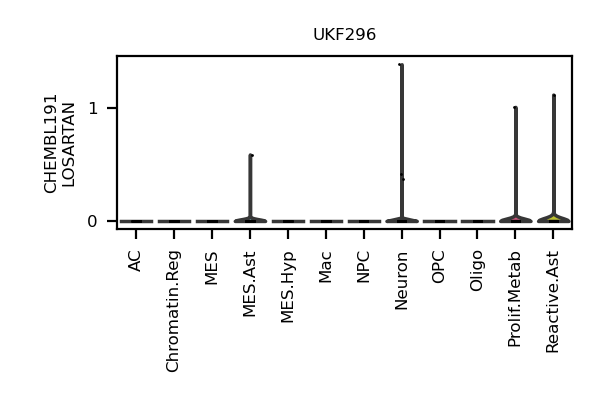 UKF296
CHEMBL191
LOSARTAN
1
0
AC
Chromatin.Reg
MES
MES.Ast
MES.Hyp
Mac
NPC
Neuron
OPC
Oligo
Prolif.Metab
Reactive.Ast